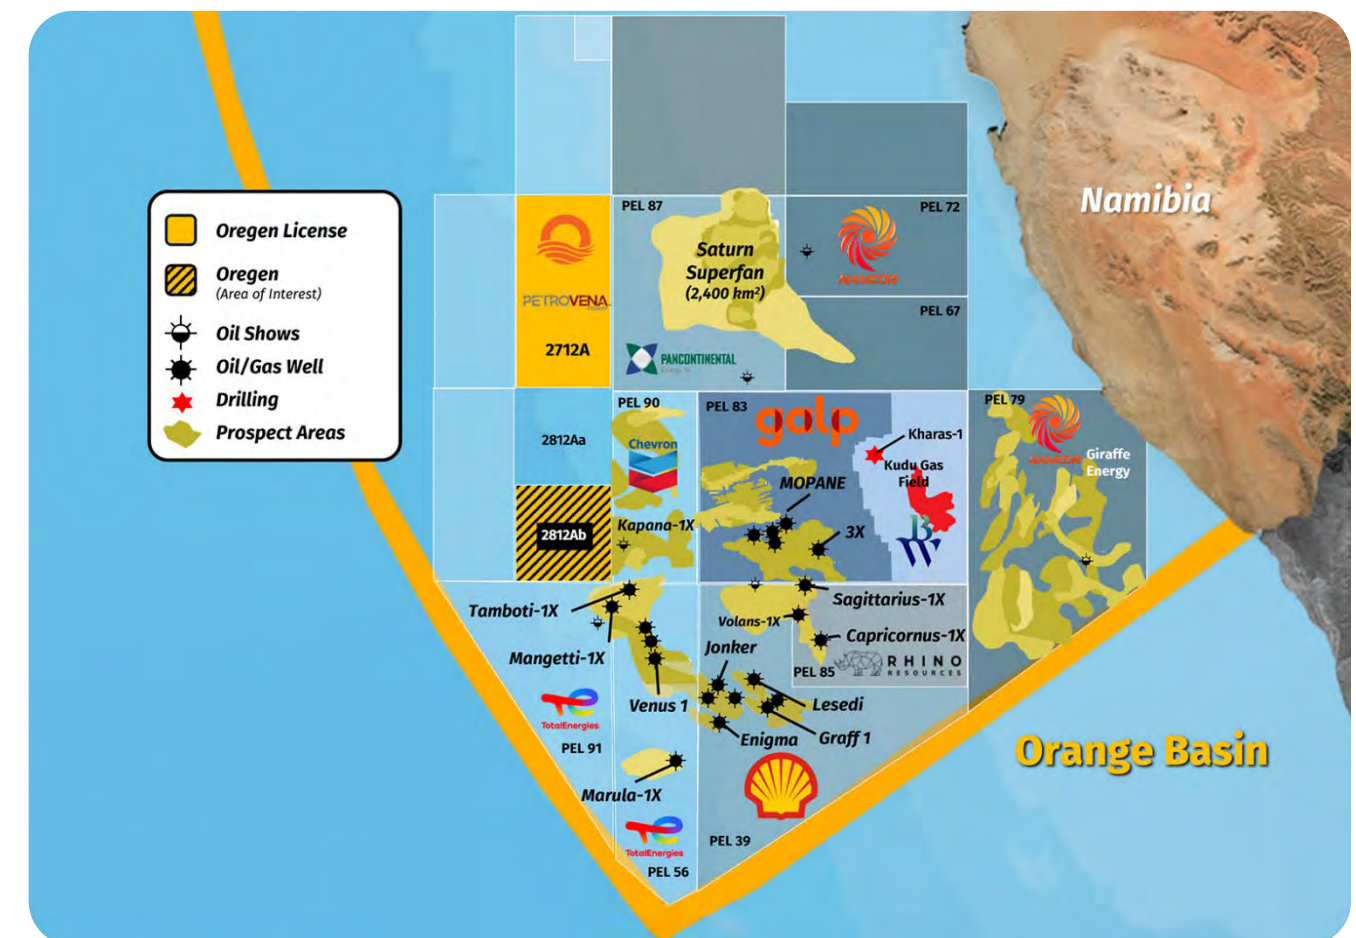 Namibia
Oregen License
Oregen
(Area of Interest)
Oil Shows
Oil/Gas Well
Drilling
Prospect Areas
PETROVENA
2712A
PEL 87
Saturn
Superfan
(2,400 km²)
PANCONTINENTAL
Energy NL
PEL 72
NAMCOR
PEL 67
2812Aa
2812Ab
PEL 90
Chevron
Kapana-1X
PEL 83
galp
MOPANE
3X
Kharas-1
Kudu Gas
Field
BW
PEL 79
NAMCOR
Giraffe
Energy
Tamboti-1X
Mangetti-1X
Venus 1
TotalEnergies
PEL 91
Marula-1X
TotalEnergies
PEL 56
Sagittarius-1X
Volans-1X
Capricornus-1X
PEL 85
RHINO
RESOURCES
Jonker
Lesedi
Enigma
Graff 1
PEL 39
Orange Basin